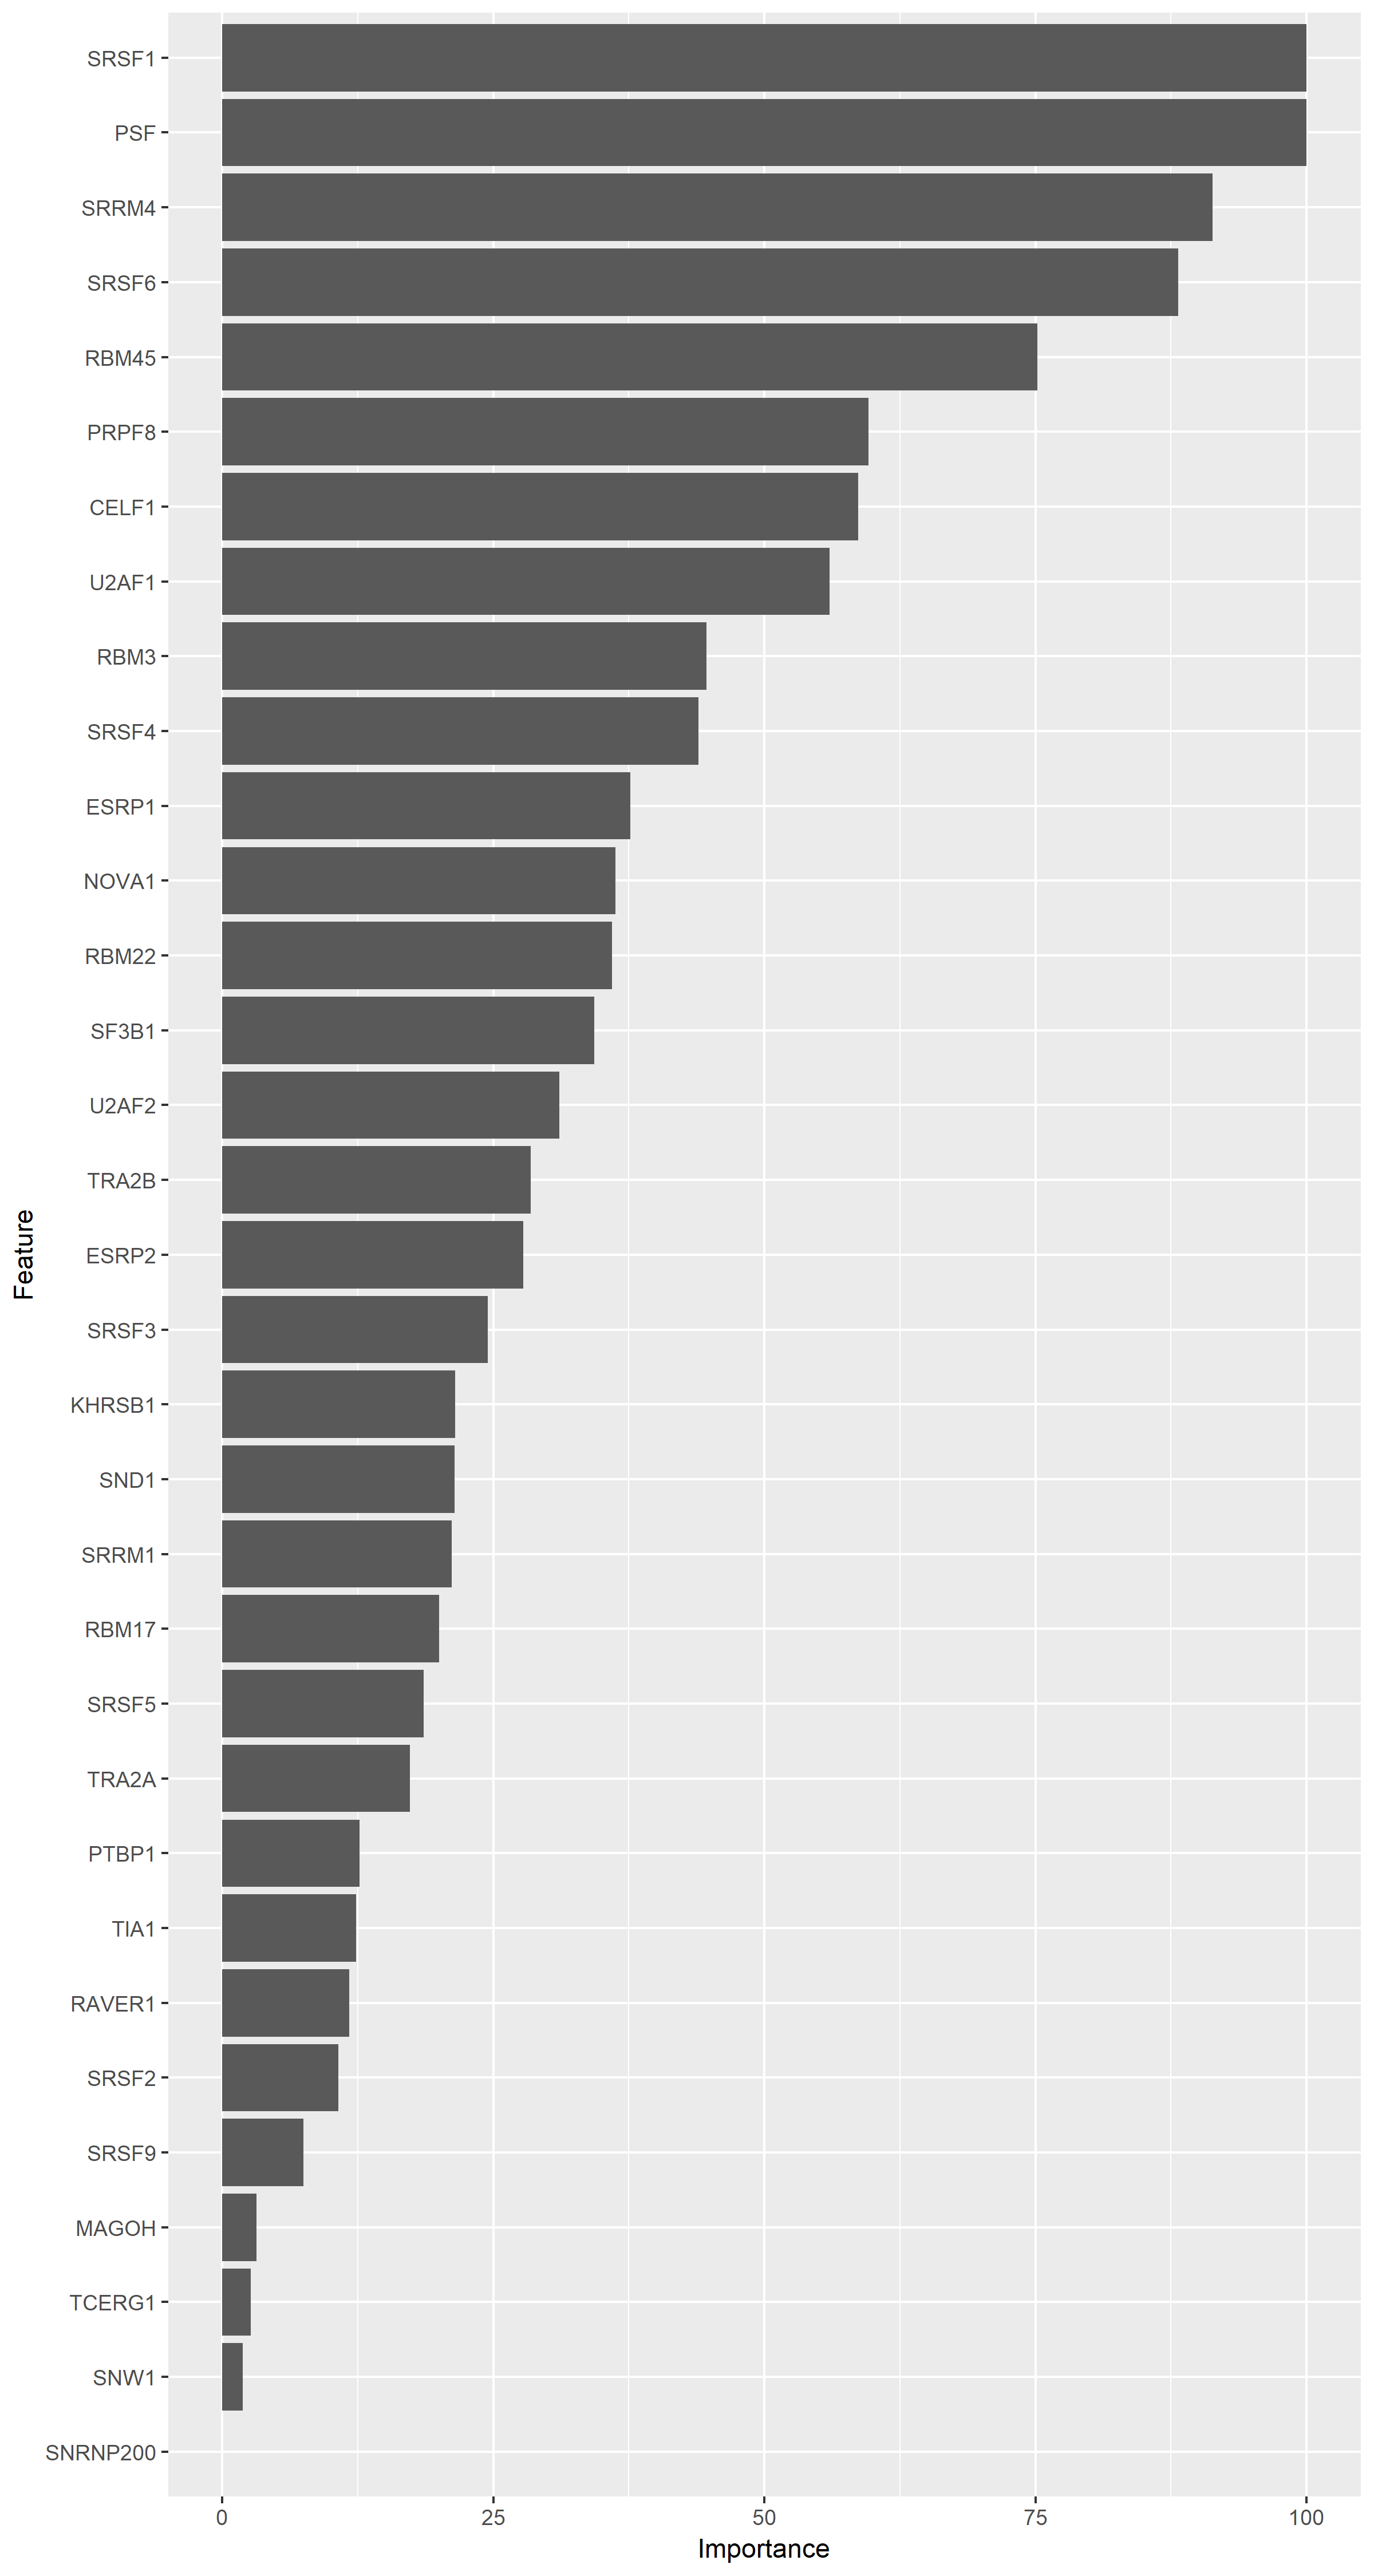 SRSF1
PSF
SRRM4
SRSF6
RBM45
PRPF8
CELF1
U2AF1
RBM3
SRSF4
ESRP1
NOVA1
RBM22
SF3B1
U2AF2
TRA2B
ESRP2
SRSF3
KHRSB1
SND1
SRRM1
RBM17
SRSF5
TRA2A
PTBP1
TIA1
RAVER1
SRSF2
SRSF9
MAGOH
TCERG1
SNW1
SNRNP200
Feature
0 25 50 75 100
Importance